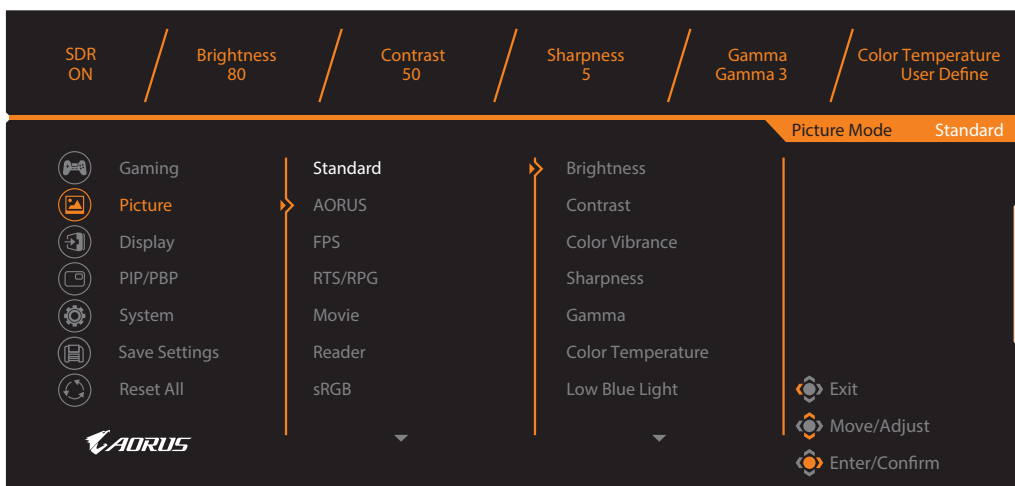 SDR
ON
Brightness
80
Contrast
50
Sharpness
5
Gamma
Gamma 3
Color Temperature
User Define
Picture Mode Standard
Gaming
Picture
Display
PIP/PBP
System
Save Settings
Reset All
AORUS
Standard
AORUS
FPS
RTS/RPG
Movie
Reader
sRGB
Brightness
Contrast
Color Vibrance
Sharpness
Gamma
Color Temperature
Low Blue Light
Exit
Move/Adjust
Enter/Confirm